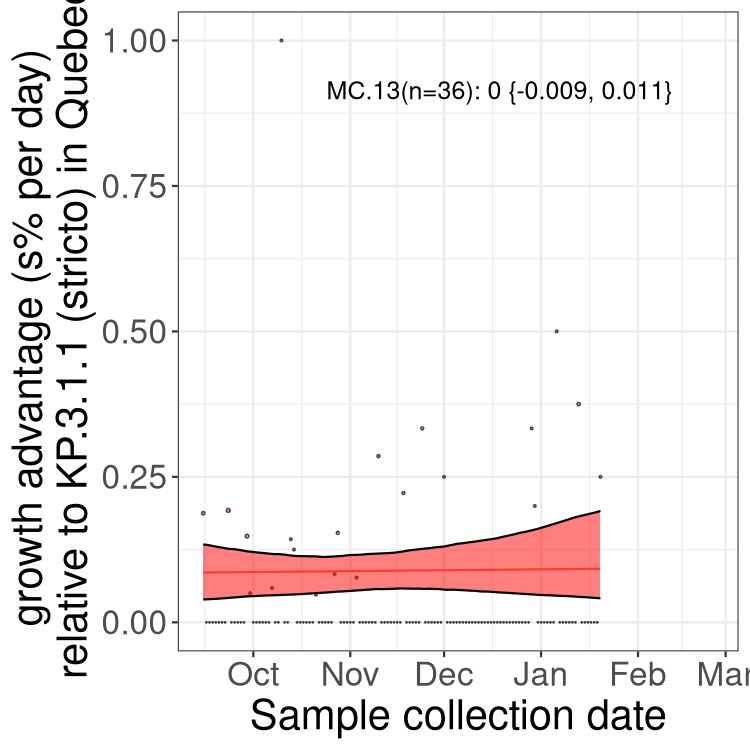 growth advantage (s% per day)
relative to KP.3.1.1 (stricto) in Quebec
1.00
0.75
0.50
0.25
0.00
MC.13(n=36): 0 {-0.009, 0.011}
Oct Nov Dec Jan Feb Mar
Sample collection date